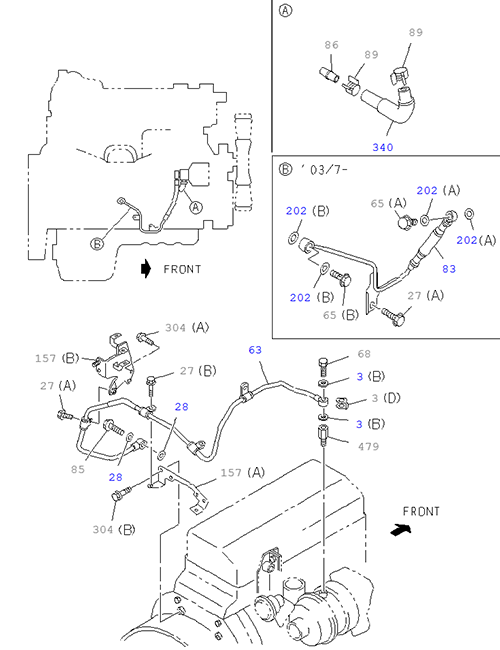 A
86
89
89
340
B '03/7-
202 (B)
65 (A)
202 (A)
202 (A)
83
202 (B)
65 (B)
27 (A)
A
B
FRONT
304 (A)
157 (B)
27 (B)
27 (A)
63
68
3 (B)
3 (D)
3 (B)
479
28
85
28
157 (A)
304 (B)
FRONT